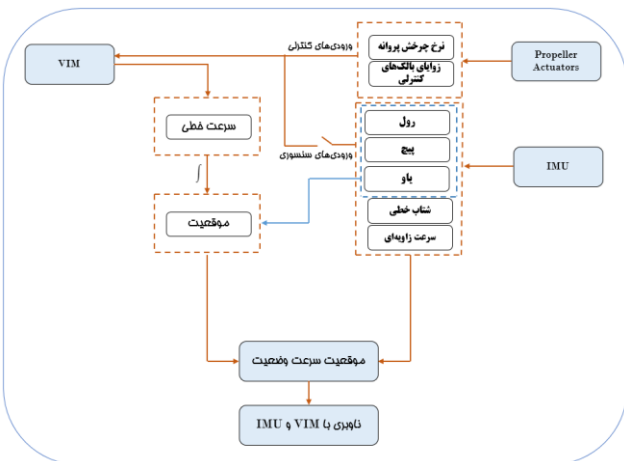 ورودی‌های کنترلی
نرخ چرخش پروانه
زوایای بالک‌های
کنترلی
Propeller
Actuators
VIM
سرعت خطی
رول
پیچ
یاو
ورودی‌های سنسوری
IMU
∫
موقعیت
شتاب خطی
سرعت زاویه‌ای
موقعیت سرعت وضعیت
ناوبری با VIM و IMU